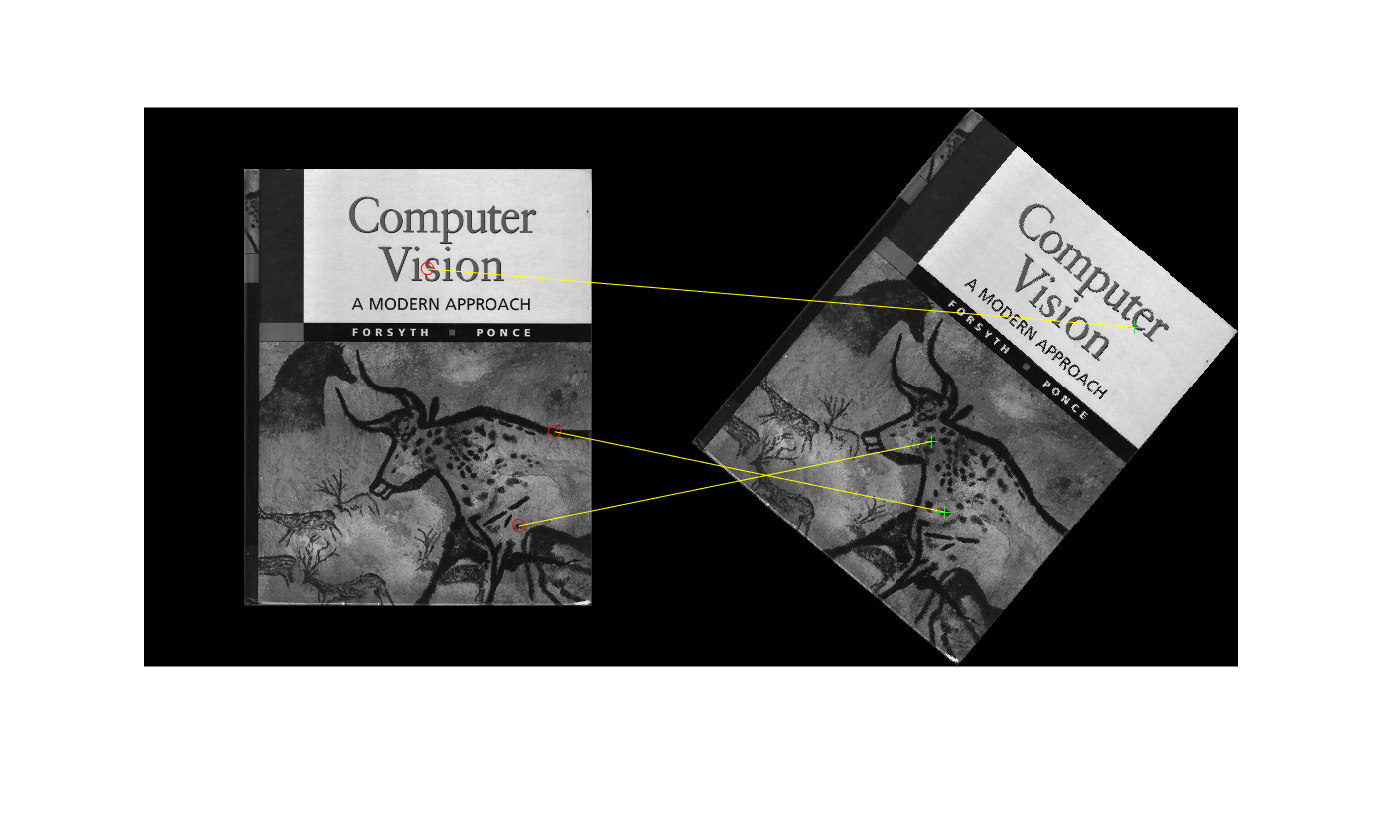 Computer
Vision
A MODERN APPROACH
FORSYTH ■ PONCE
Computer
Vision
A MODERN APPROACH
FORSYTH ■ PONCE